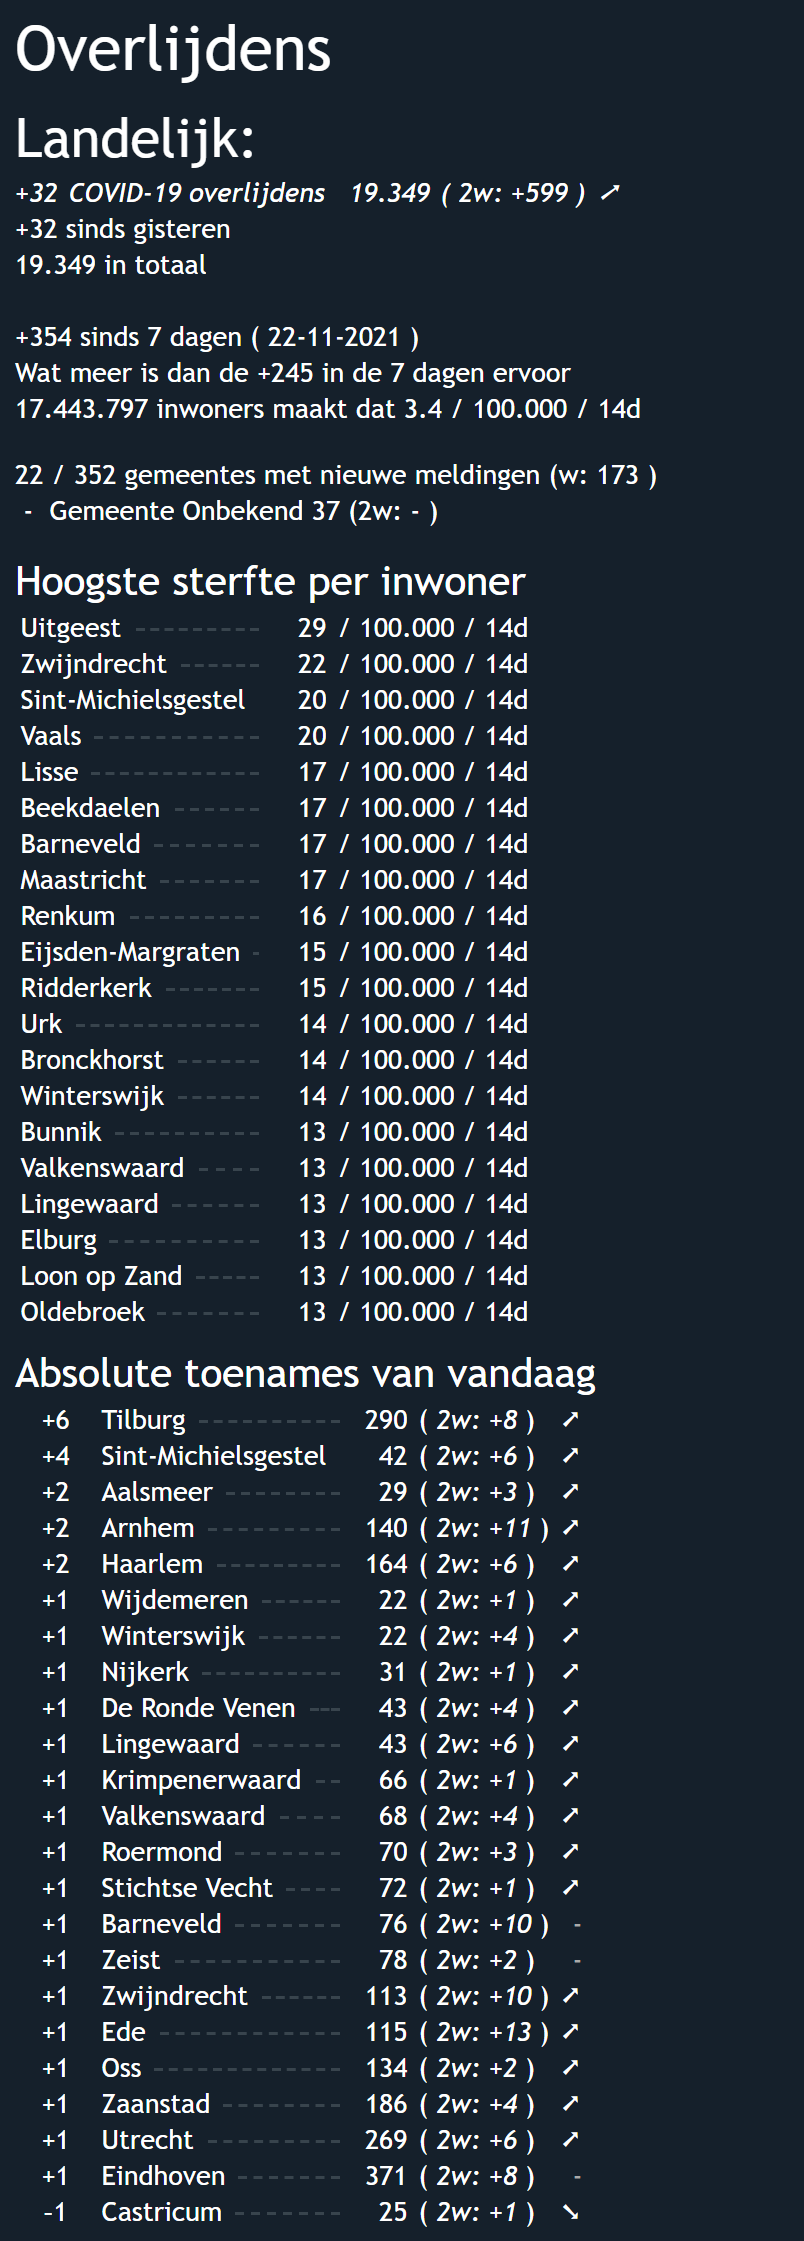 Overlijdens
Landelijk:
+32 COVID-19 overlijdens 19.349 ( 2w: +599 ) ➚
+32 sinds gisteren
19.349 in totaal
+354 sinds 7 dagen ( 22-11-2021 )
Wat meer is dan de +245 in de 7 dagen ervoor
17.443.797 inwoners maakt dat 3.4 / 100.000 / 14d
22 / 352 gemeentes met nieuwe meldingen (w: 173 )
- Gemeente Onbekend 37 (2w: - )
Hoogste sterfte per inwoner
Uitgeest --------- 29 / 100.000 / 14d
Zwijndrecht ------ 22 / 100.000 / 14d
Sint-Michielsgestel 20 / 100.000 / 14d
Vaals ----------- 20 / 100.000 / 14d
Lisse ----------- 17 / 100.000 / 14d
Beekdaelen ------ 17 / 100.000 / 14d
Barneveld ------- 17 / 100.000 / 14d
Maastricht ------- 17 / 100.000 / 14d
Renkum --------- 16 / 100.000 / 14d
Eijsden-Margraten - 15 / 100.000 / 14d
Ridderkerk ------- 15 / 100.000 / 14d
Urk ------------- 14 / 100.000 / 14d
Bronckhorst ------ 14 / 100.000 / 14d
Winterswijk ------ 14 / 100.000 / 14d
Bunnik ---------- 13 / 100.000 / 14d
Valkenswaard ---- 13 / 100.000 / 14d
Lingewaard ------ 13 / 100.000 / 14d
Elburg ---------- 13 / 100.000 / 14d
Loon op Zand ----- 13 / 100.000 / 14d
Oldebroek ------- 13 / 100.000 / 14d
Absolute toenames van vandaag
+6 Tilburg ---------- 290 ( 2w: +8 ) ➚
+4 Sint-Michielsgestel 42 ( 2w: +6 ) ➚
+2 Aalsmeer -------- 29 ( 2w: +3 ) ➚
+2 Arnhem --------- 140 ( 2w: +11 ) ➚
+2 Haarlem -------- 164 ( 2w: +6 ) ➚
+1 Wijdemeren ------ 22 ( 2w: +1 ) ➚
+1 Winterswijk ------ 22 ( 2w: +4 ) ➚
+1 Nijkerk ---------- 31 ( 2w: +1 ) ➚
+1 De Ronde Venen --- 43 ( 2w: +4 ) ➚
+1 Lingewaard ------ 43 ( 2w: +6 ) ➚
+1 Krimpenerwaard -- 66 ( 2w: +1 ) ➚
+1 Valkenswaard ---- 68 ( 2w: +4 ) ➚
+1 Roermond ------- 70 ( 2w: +3 ) ➚
+1 Stichtse Vecht ---- 72 ( 2w: +1 ) ➚
+1 Barneveld ------- 76 ( 2w: +10 ) -
+1 Zeist ----------- 78 ( 2w: +2 ) -
+1 Zwijndrecht ------ 113 ( 2w: +10 ) ➚
+1 Ede ------------ 115 ( 2w: +13 ) ➚
+1 Oss ------------- 134 ( 2w: +2 ) ➚
+1 Zaanstad -------- 186 ( 2w: +4 ) ➚
+1 Utrecht --------- 269 ( 2w: +6 ) ➚
+1 Eindhoven ------- 371 ( 2w: +8 ) -
-1 Castricum ------- 25 ( 2w: +1 ) ➘